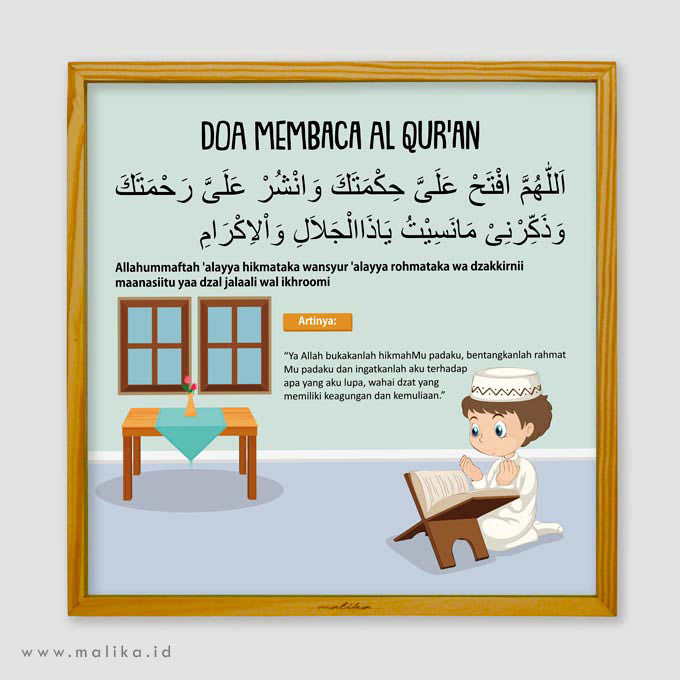 DOA MEMBACA AL QUR'AN
اَللّٰهُمَّ افْتَحْ عَلَىَّ حِكْمَتَكَ وَانْشُرْ عَلَىَّ رَحْمَتَكَ
وَذَكِّرْنِىْ مَانَسِيْتُ يَاذَاالْجَلَالِ وَاْلاِكْرَامِ
Allahummaftah 'alayya hikmataka wansyur 'alayya rohmataka wa dzakkirnii
maanasiitu yaa dzal jalaali wal ikhroomi
Artinya:
“Ya Allah bukakanlah hikmahMu padaku, bentangkanlah rahmat
Mu padaku dan ingatkanlah aku terhadap
apa yang aku lupa, wahai dzat yang
memiliki keagungan dan kemuliaan.”
malika
www.malika.id